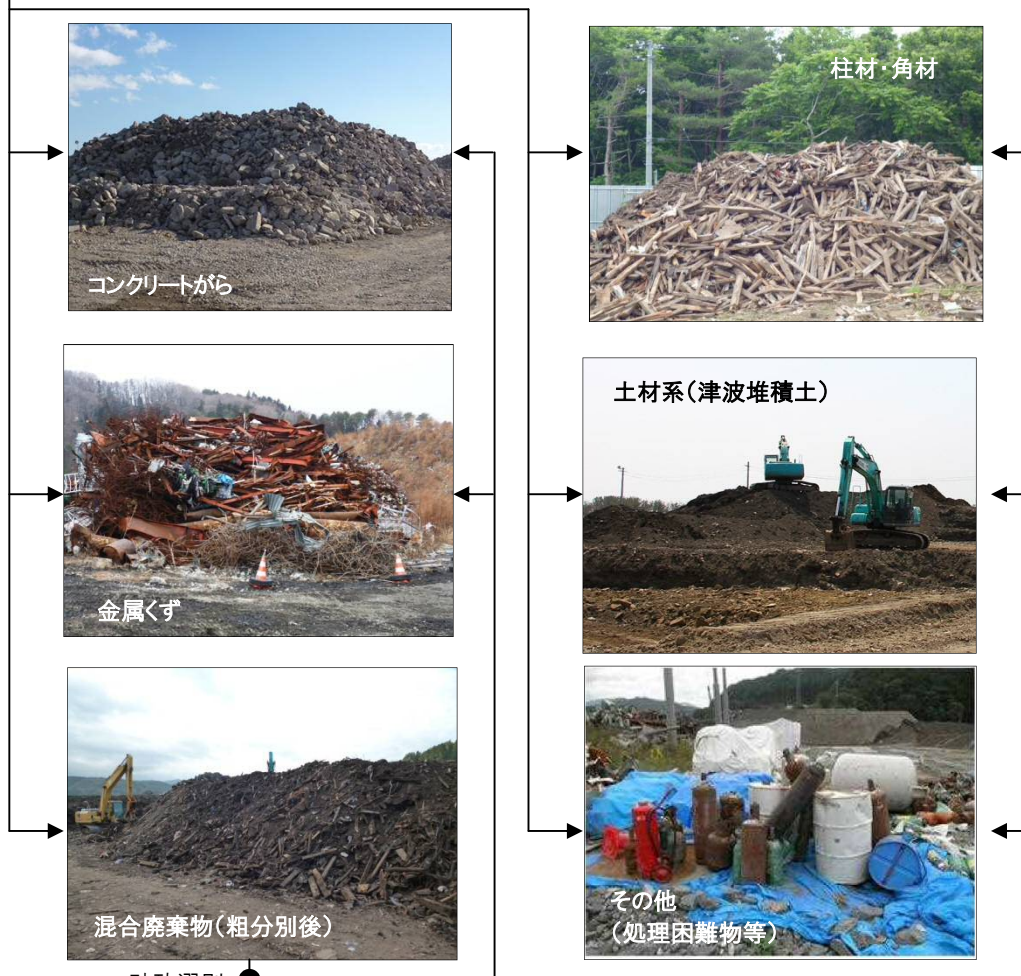 コンクリートがら
柱材・角材
金属くず
土材系(津波堆積土)
混合廃棄物(粗分別後)
その他
(処理困難物等)